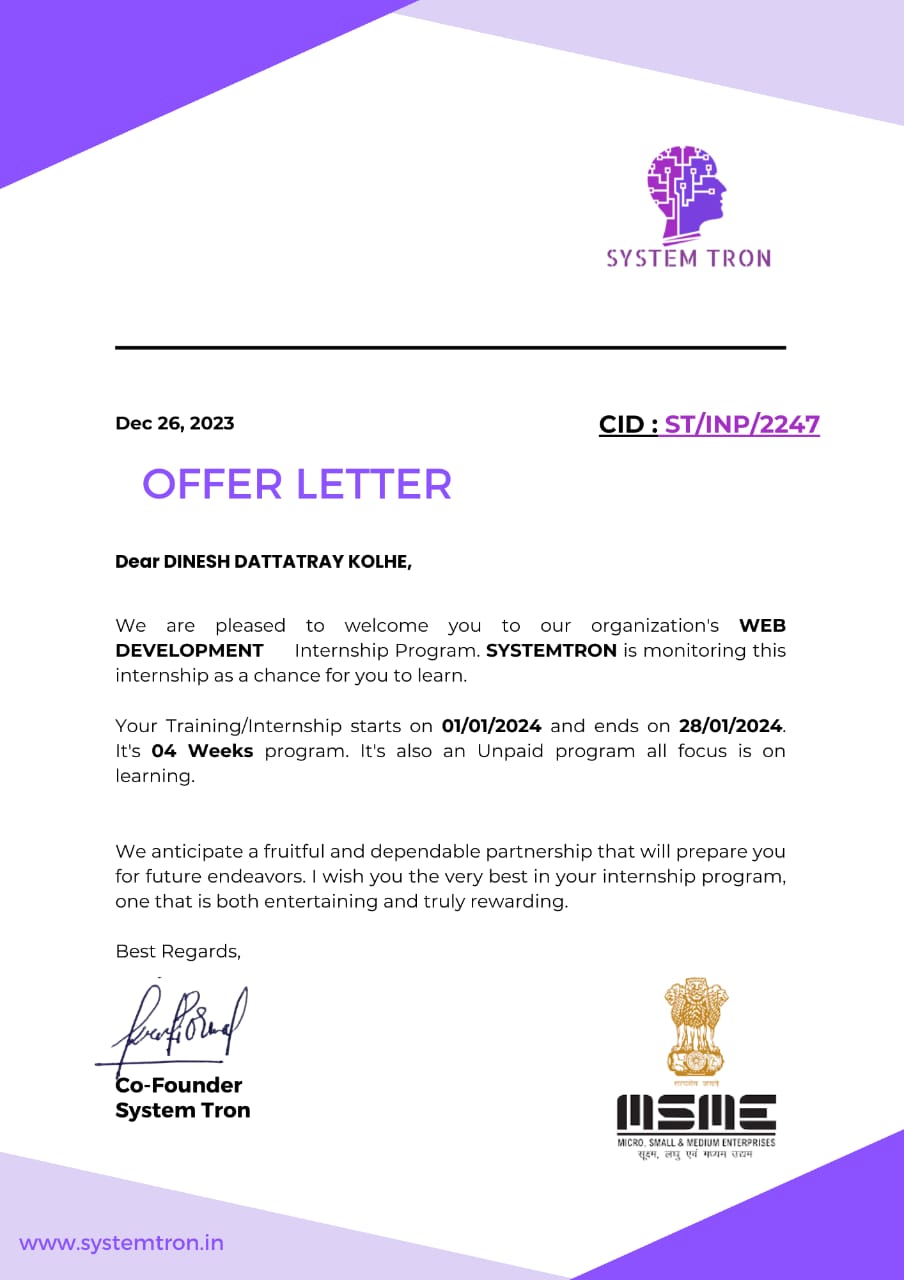 SYSTEM TRON
Dec 26, 2023
CID : ST/INP/2247
OFFER LETTER
Dear DINESH DATTATRAY KOLHE,
We are pleased to welcome you to our organization's WEB
DEVELOPMENT Internship Program. SYSTEMTRON is monitoring this
internship as a chance for you to learn.
Your Training/Internship starts on 01/01/2024 and ends on 28/01/2024.
It's 04 Weeks program. It's also an Unpaid program all focus is on
learning.
We anticipate a fruitful and dependable partnership that will prepare you
for future endeavors. I wish you the very best in your internship program,
one that is both entertaining and truly rewarding.
Best Regards,
Co-Founder
System Tron
सत्यमेव जयते
MSME
MICRO, SMALL & MEDIUM ENTERPRISES
सूक्ष्म, लघु एवं मध्यम उद्यम
www.systemtron.in